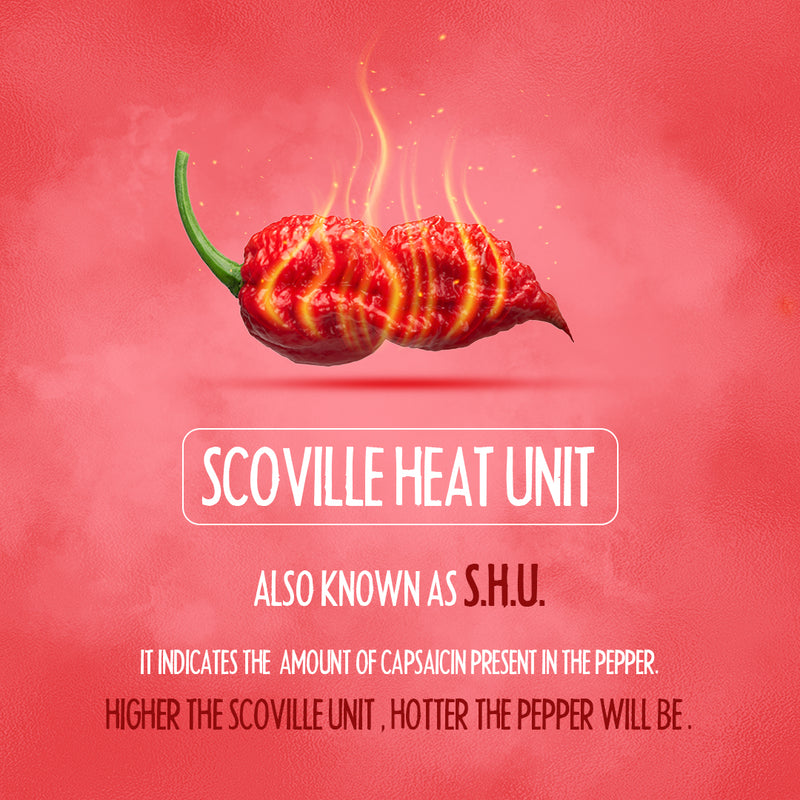 SCOVILLE HEAT UNIT
ALSO KNOWN AS S.H.U.
IT INDICATES THE AMOUNT OF CAPSAICIN PRESENT IN THE PEPPER.
HIGHER THE SCOVILLE UNIT , HOTTER THE PEPPER WILL BE .